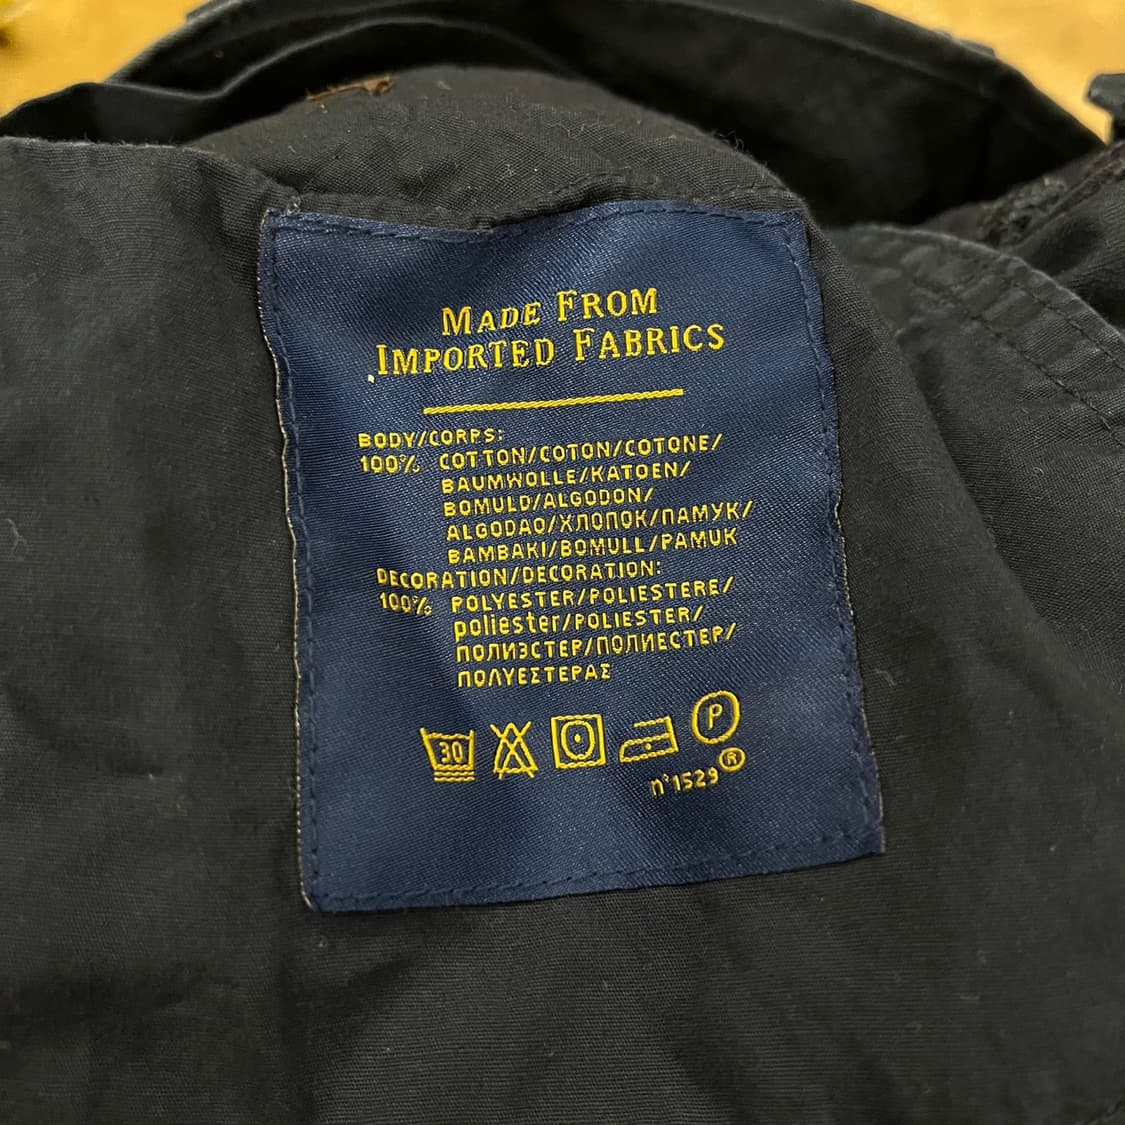 MADE FROM
IMPORTED FABRICS
BODY/CORPS:
100% COTTON/COTON/COTONE/
BAUMWOLLE/KATOEN/
BOMULD/ALGODON/
ALGODAO/ХЛОПОК/ПАМУК/
BAMBAKI/BOMULL/PAMUK
DECORATION/DECORATION:
100% POLYESTER/POLIESTERE/
poliester/POLIESTER/
ПОЛИЭСТЕР/ПОЛИЕСТЕР/
ΠΟΛΥΕΣΤΕΡΑΣ
30
P
n°1529®